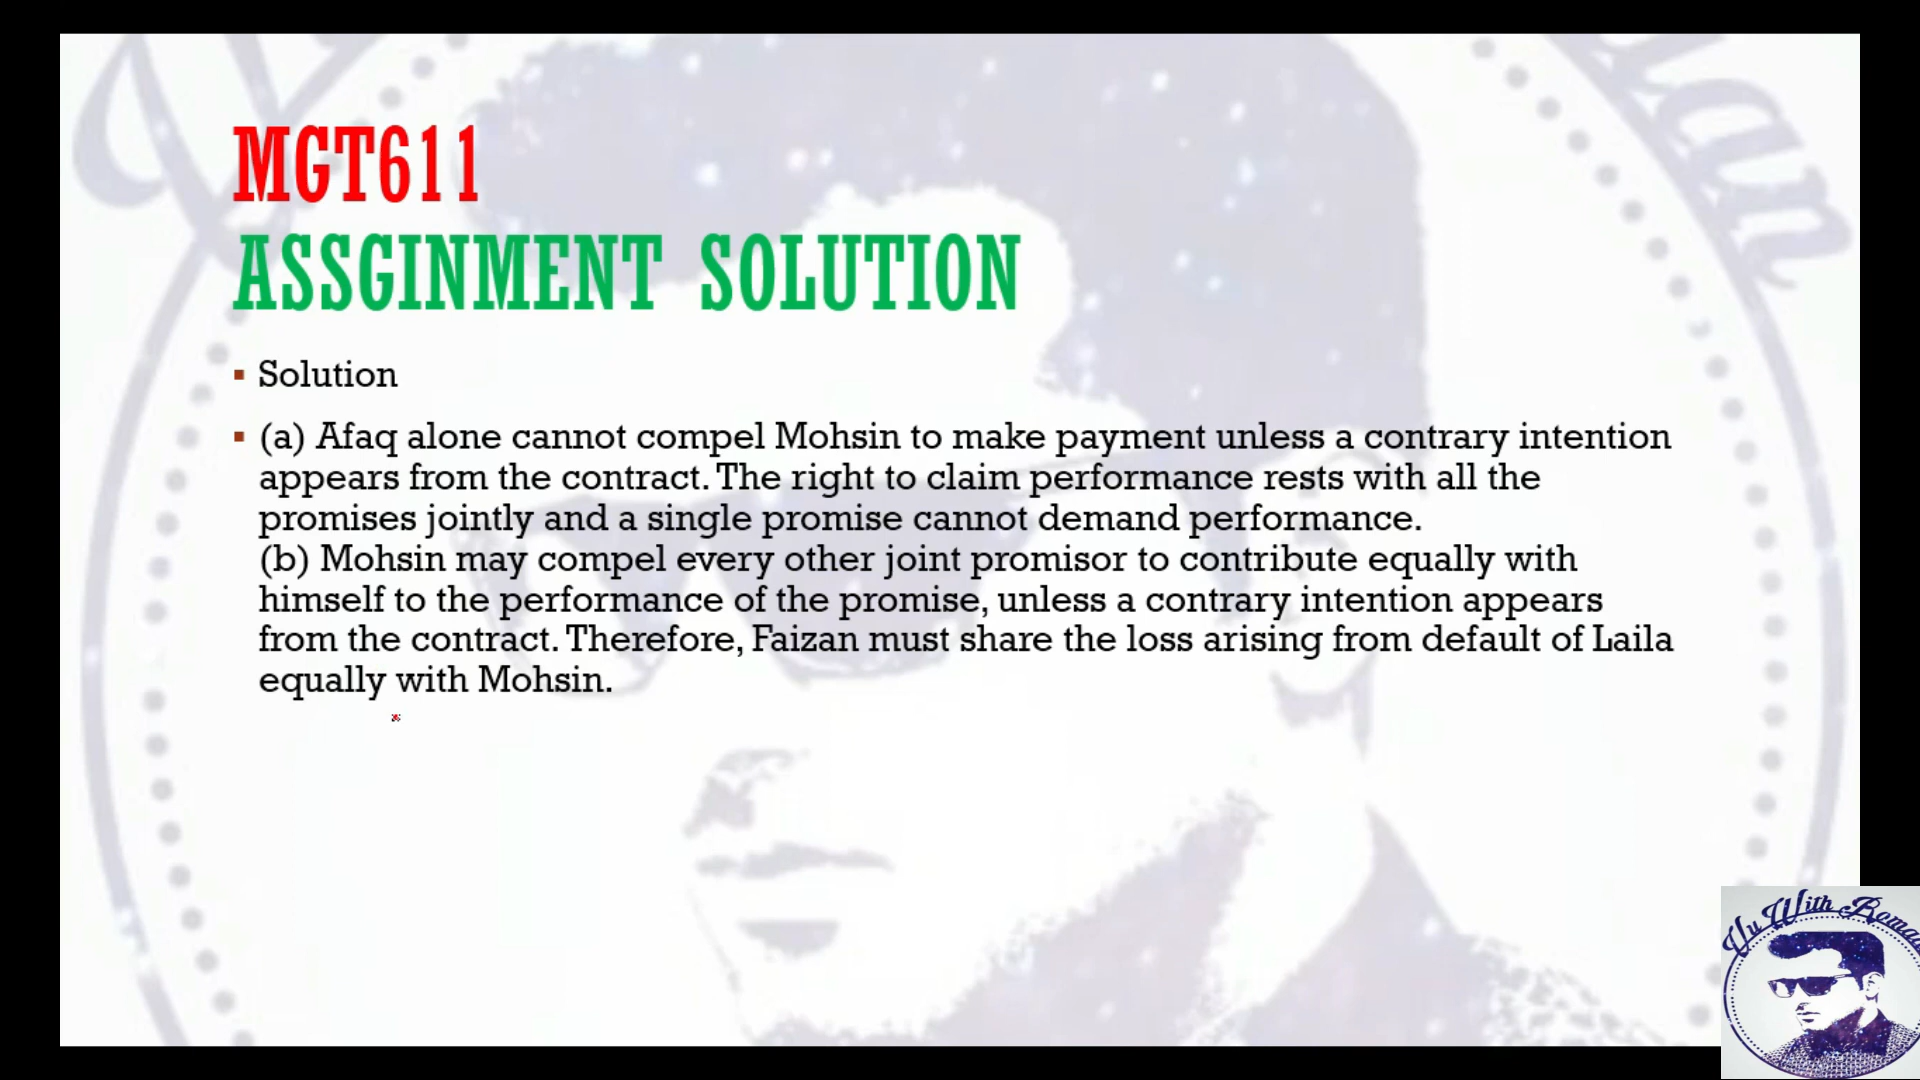 MGT611
ASSGINMENT SOLUTION
Solution
(a) Afaq alone cannot compel Mohsin to make payment unless a contrary intention
appears from the contract. The right to claim performance rests with all the
promises jointly and a single promise cannot demand performance.
(b) Mohsin may compel every other joint promisor to contribute equally with
himself to the performance of the promise, unless a contrary intention appears
from the contract. Therefore, Faizan must share the loss arising from default of Laila
equally with Mohsin.
Vu With